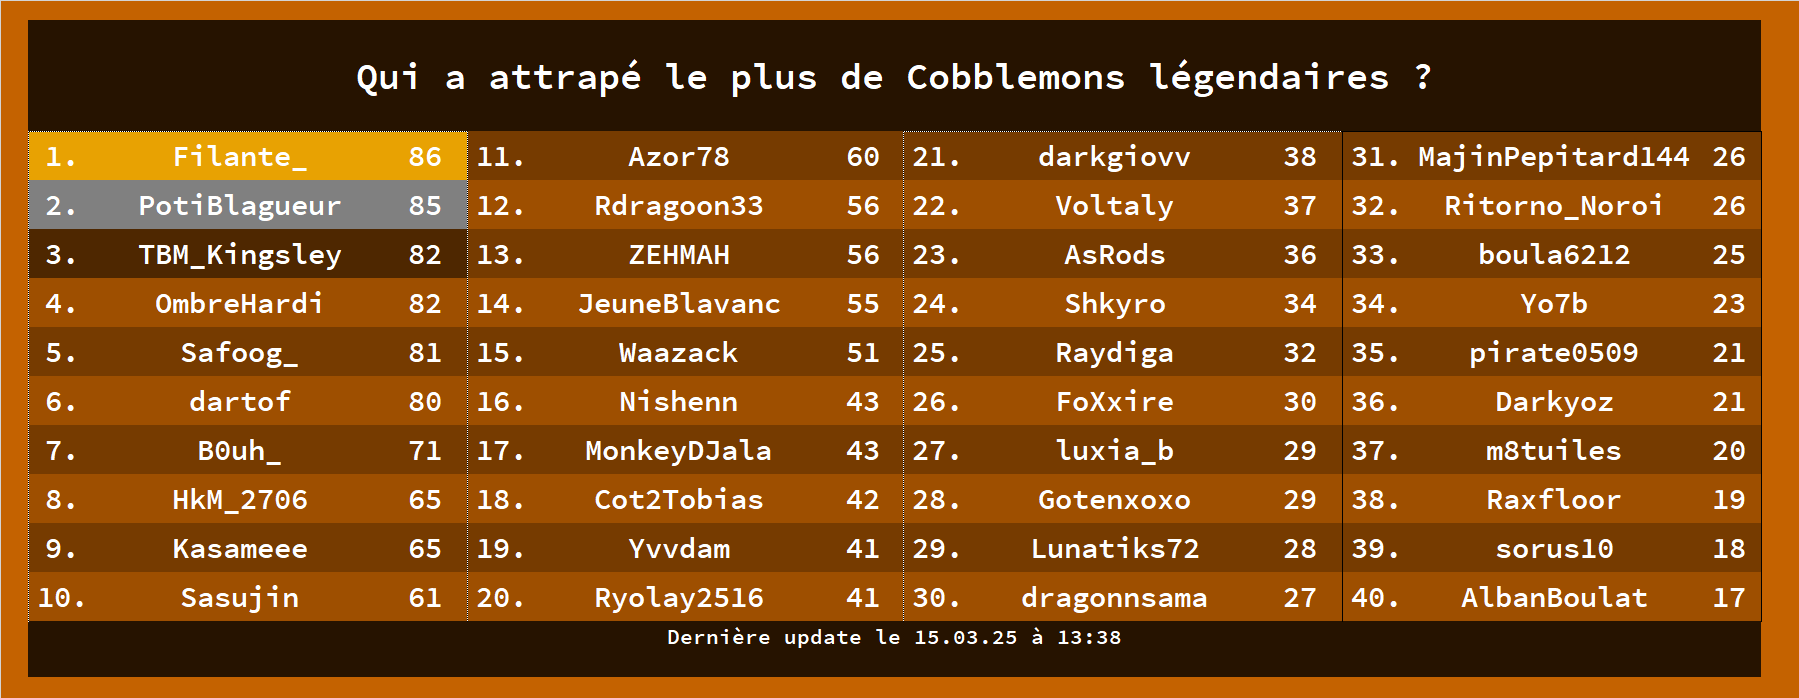 Qui a attrapé le plus de Cobblemons légendaires ?
1. Filante_ 86 11. Azor78 60 21. darkgiovv 38 31. MajinPepitard144 26
2. PotiBlagueur 85 12. Rdragoon33 56 22. Voltaly 37 32. Ritorno_Noroi 26
3. TBM_Kingsley 82 13. ZEHMAH 56 23. AsRods 36 33. boula6212 25
4. OmbreHardi 82 14. JeuneBlavanc 55 24. Shkyro 34 34. Yo7b 23
5. Safoog_ 81 15. Waazack 51 25. Raydiga 32 35. pirate0509 21
6. dartof 80 16. Nishenn 43 26. FoXxire 30 36. Darkyoz 21
7. B0uh_ 71 17. MonkeyDJala 43 27. luxia_b 29 37. m8tuiles 20
8. HkM_2706 65 18. Cot2Tobias 42 28. Gotenxoxo 29 38. Raxfloor 19
9. Kasameee 65 19. Yvvdam 41 29. Lunatiks72 28 39. sorus10 18
10. Sasujin 61 20. Ryolay2516 41 30. dragonnsama 27 40. AlbanBoulat 17
Dernière update le 15.03.25 à 13:38